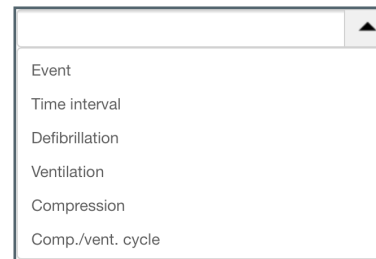 Event
Time interval
Defibrillation
Ventilation
Compression
Comp./vent. cycle